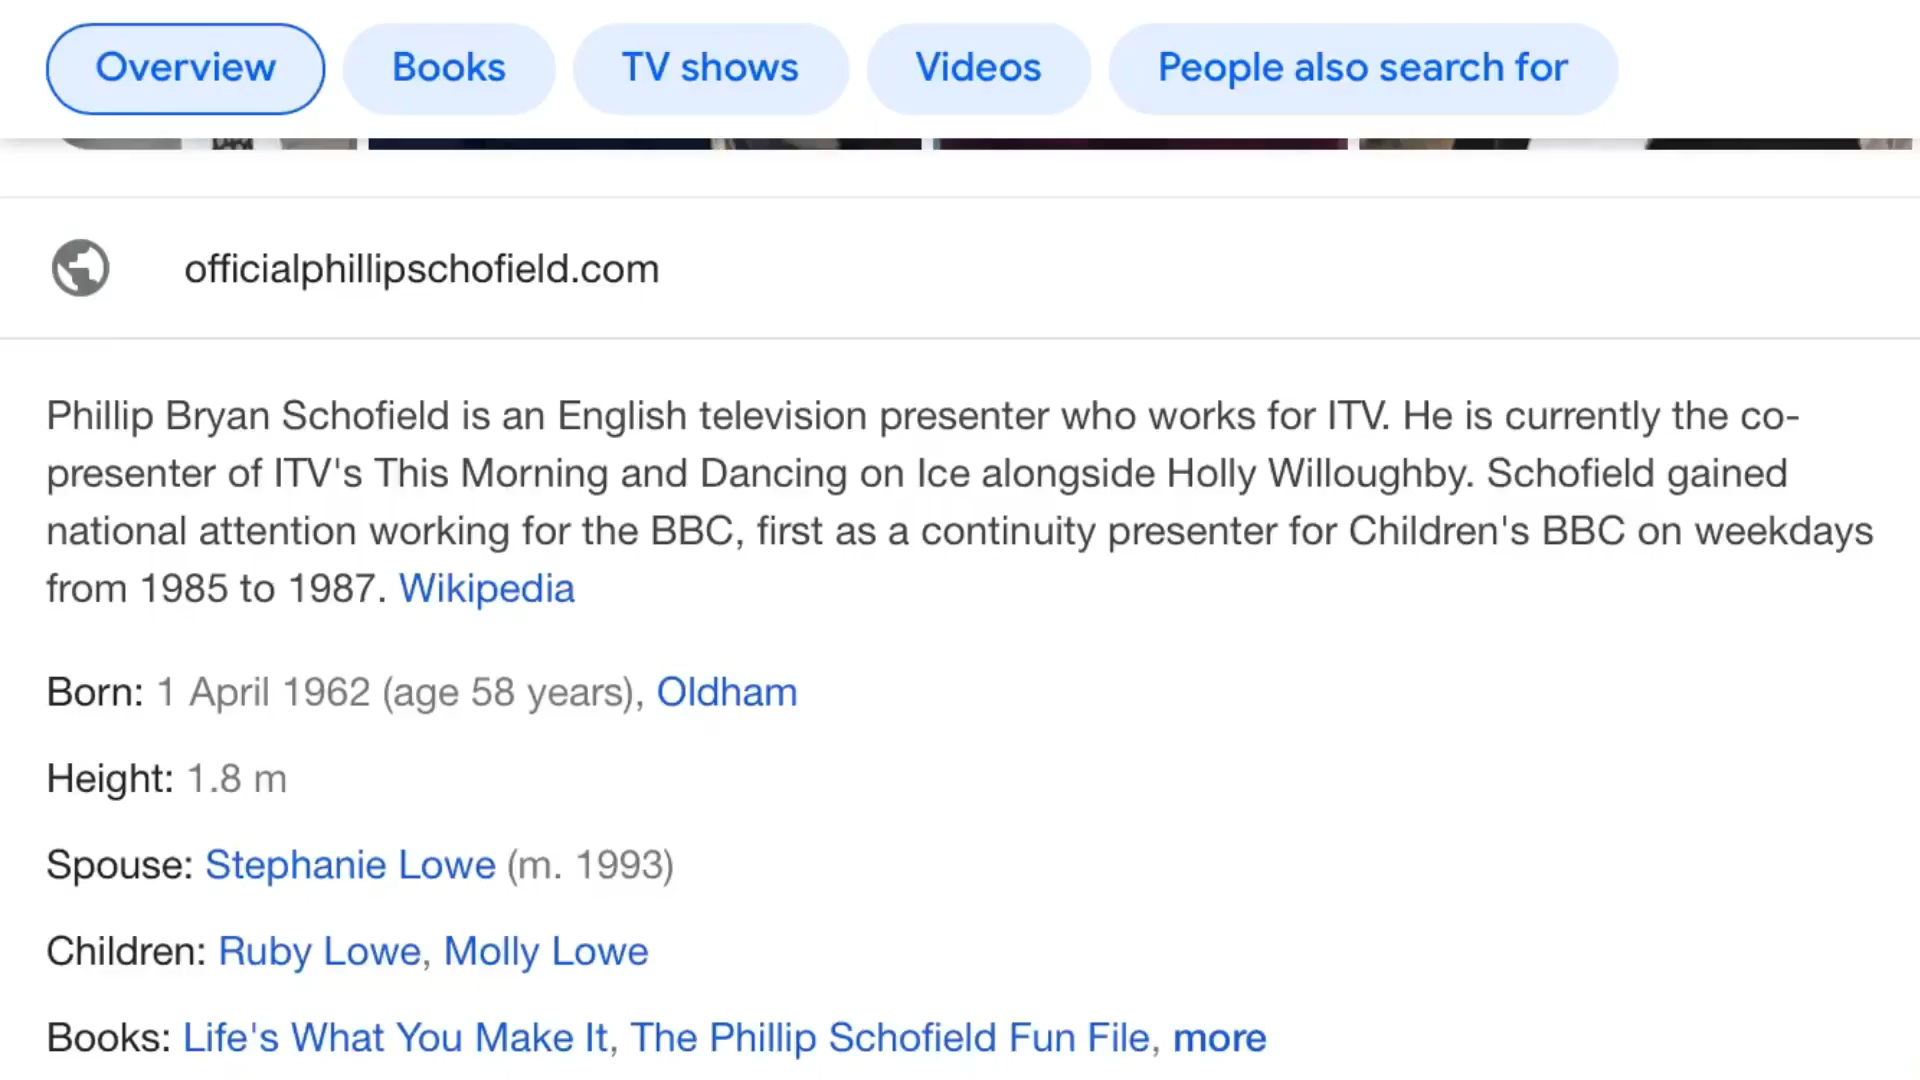 Overview Books TV shows Videos People also search for
officialphillipschofield.com
Phillip Bryan Schofield is an English television presenter who works for ITV. He is currently the co-
presenter of ITV's This Morning and Dancing on Ice alongside Holly Willoughby. Schofield gained
national attention working for the BBC, first as a continuity presenter for Children's BBC on weekdays
from 1985 to 1987. Wikipedia
Born: 1 April 1962 (age 58 years), Oldham
Height: 1.8 m
Spouse: Stephanie Lowe (m. 1993)
Children: Ruby Lowe, Molly Lowe
Books: Life's What You Make It, The Phillip Schofield Fun File, more